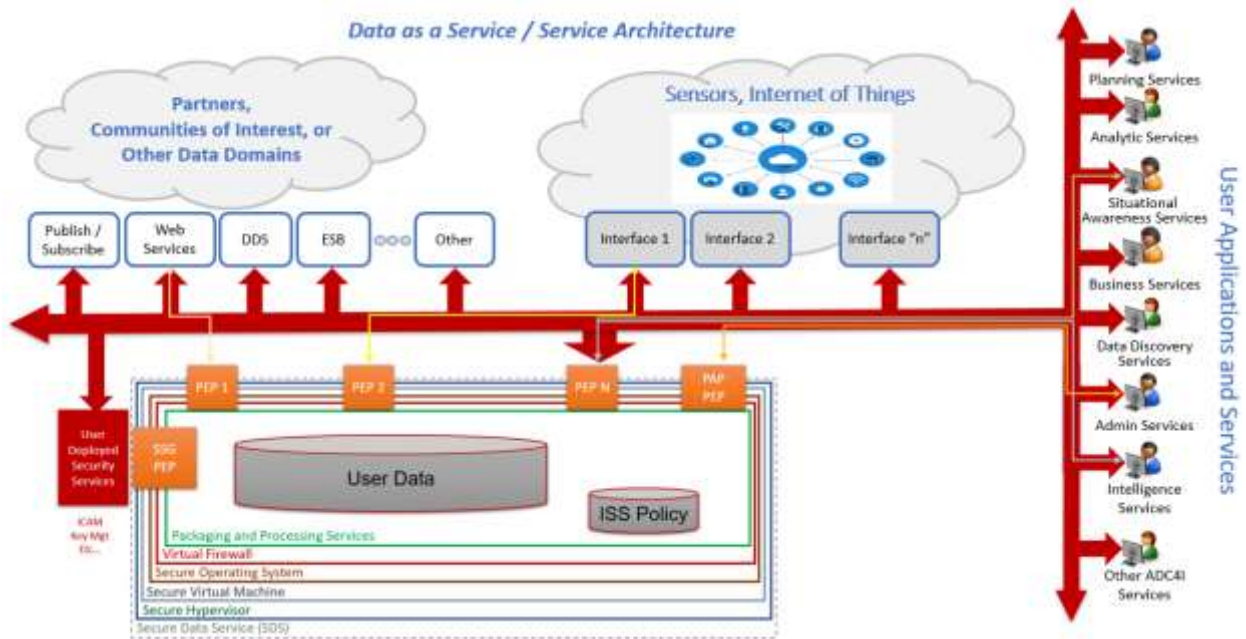 Data as a Service / Service Architecture
Partners,
Communities of Interest, or
Other Data Domains
Sensors, Internet of Things
Publish /
Subscribe
Web
Services
DDS
ESB
Other
Interface 1
Interface 2
Interface "n"
PEP 1
PEP 2
PEP N
PAP
PEP
User
Deployed
Security
Services
SSG
PEP
ICAM
Key Mgt
Etc...
User Data
ISS Policy
Packaging and Processing Services
Virtual Firewall
Secure Operating System
Secure Virtual Machine
Secure Hypervisor
Secure Data Service (SDS)
Planning Services
Analytic Services
Situational
Awareness Services
Business Services
Data Discovery
Services
Admin Services
Intelligence
Services
Other ADC4I
Services
User Applications and Services